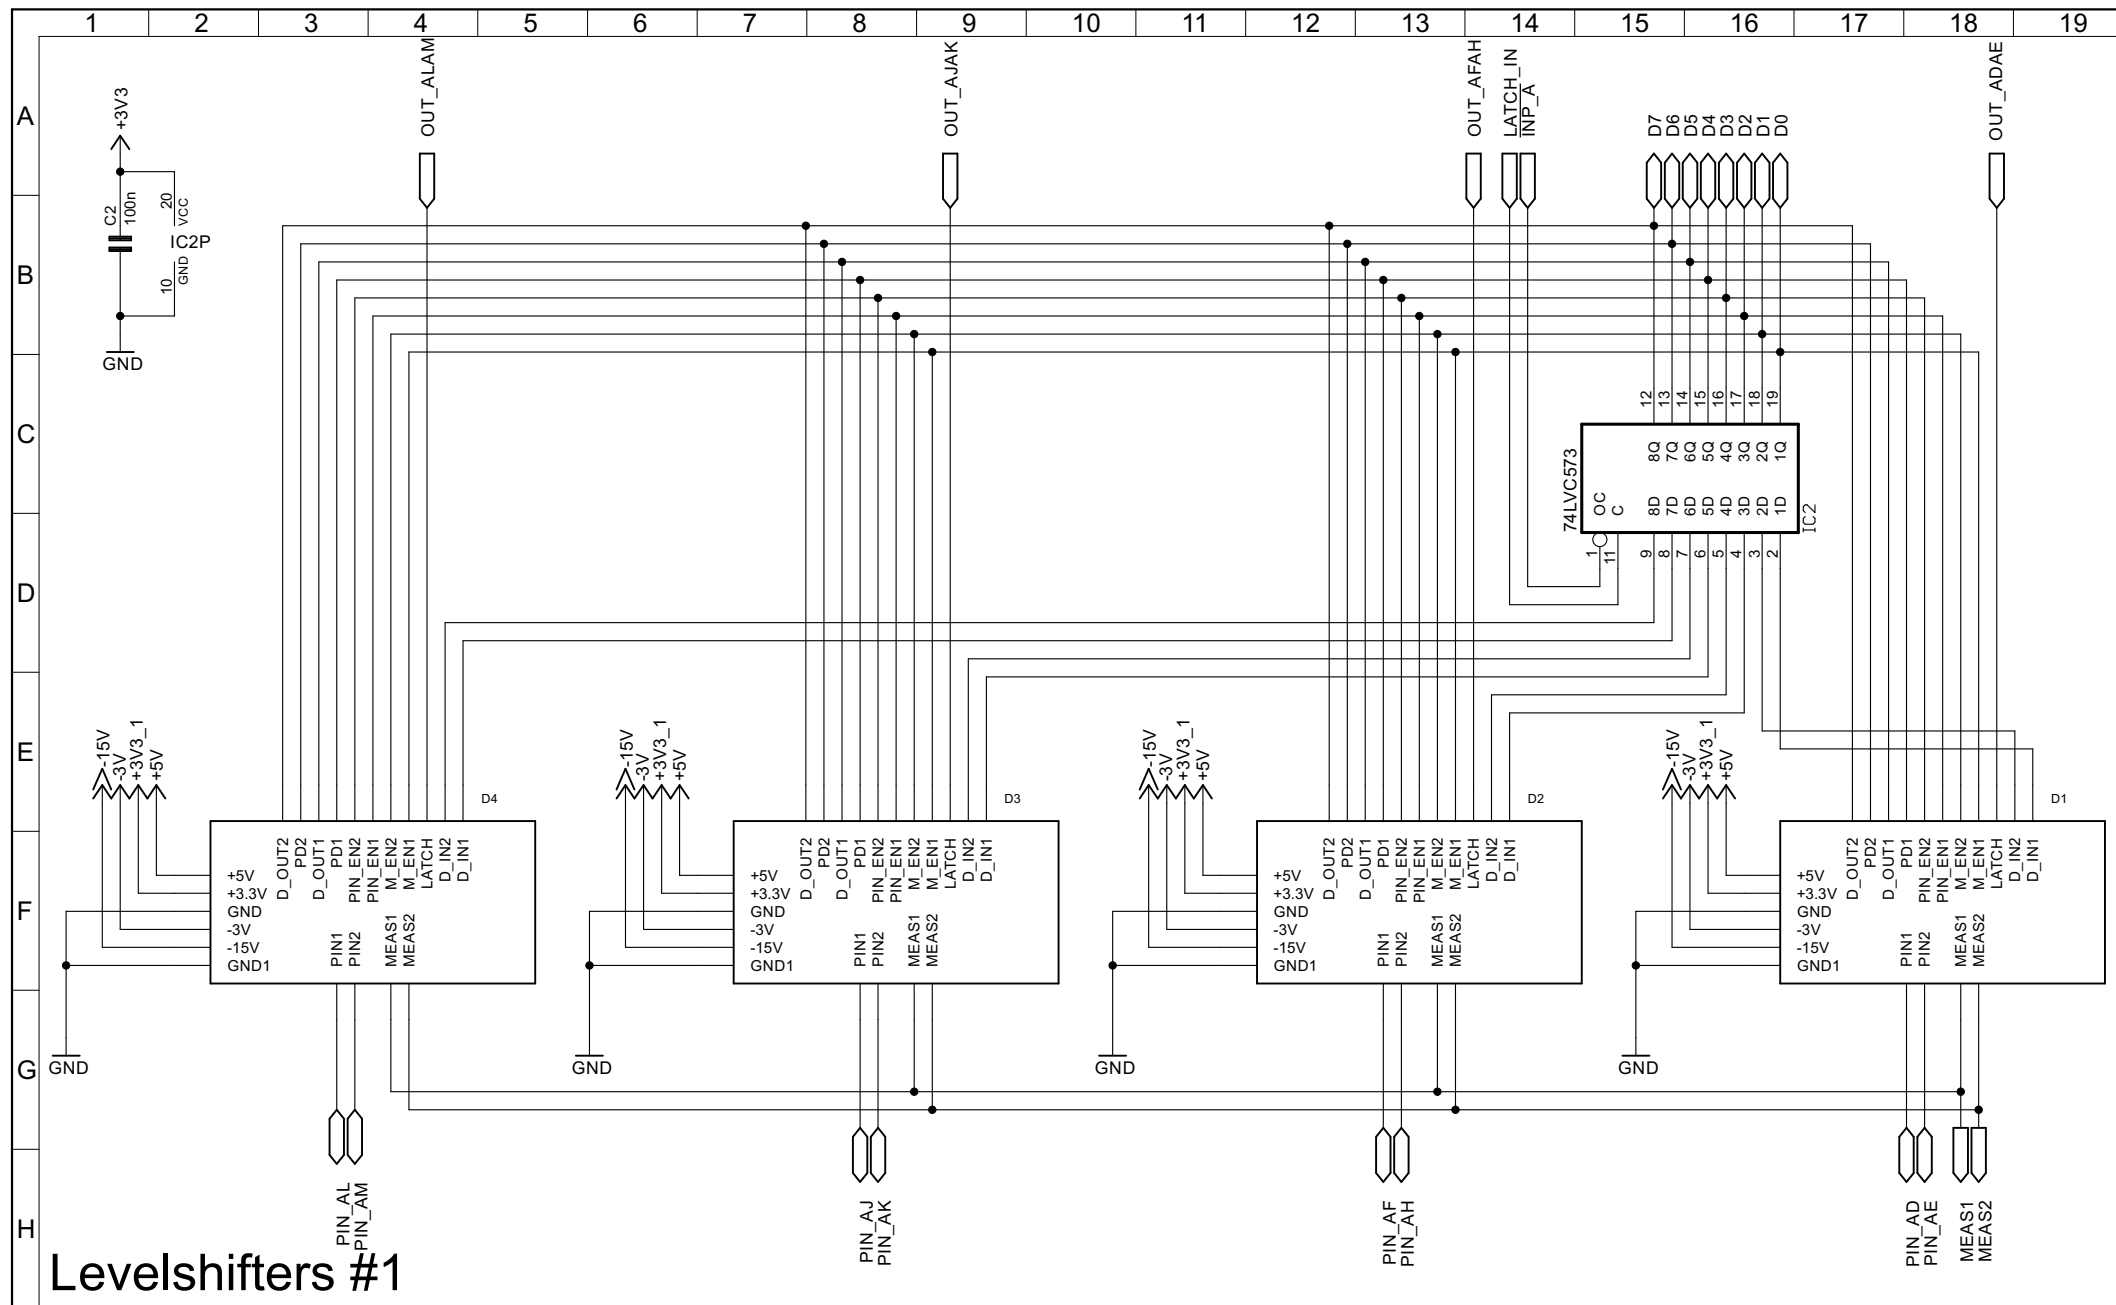 1 2 3 4 5 6 7 8 9 10 11 12 13 14 15 16 17 18 19
A
B
C
D
E
F
G
H
+3V3
C2
100n
20
VCC
IC2P
GND
10
GND
OUT_ALAM
OUT_AJAK
OUT_AFAH
LATCH_IN
INP_A
D7
D6
D5
D4
D3
D2
D1
D0
OUT_ADAE
12
13
14
15
16
17
18
19
74LVC573
OC
C
8Q
7Q
6Q
5Q
4Q
3Q
2Q
1Q
8D
7D
6D
5D
4D
3D
2D
1D
IC2
1
11
9
8
7
6
5
4
3
2
-15V
-3V
+3V3_1
+5V
D4
D_OUT2
PD2
D_OUT1
PD1
PIN_EN2
PIN_EN1
M_EN2
M_EN1
LATCH
D_IN2
D_IN1
+5V
+3.3V
GND
-3V
-15V
GND1
PIN1
PIN2
MEAS1
MEAS2
GND
PIN_AL
PIN_AM
-15V
-3V
+3V3_1
+5V
D3
D_OUT2
PD2
D_OUT1
PD1
PIN_EN2
PIN_EN1
M_EN2
M_EN1
LATCH
D_IN2
D_IN1
+5V
+3.3V
GND
-3V
-15V
GND1
PIN1
PIN2
MEAS1
MEAS2
GND
PIN_AJ
PIN_AK
-15V
-3V
+3V3_1
+5V
D2
D_OUT2
PD2
D_OUT1
PD1
PIN_EN2
PIN_EN1
M_EN2
M_EN1
LATCH
D_IN2
D_IN1
+5V
+3.3V
GND
-3V
-15V
GND1
PIN1
PIN2
MEAS1
MEAS2
GND
PIN_AF
PIN_AH
-15V
-3V
+3V3_1
+5V
D1
D_OUT2
PD2
D_OUT1
PD1
PIN_EN2
PIN_EN1
M_EN2
M_EN1
LATCH
D_IN2
D_IN1
+5V
+3.3V
GND
-3V
-15V
GND1
PIN1
PIN2
MEAS1
MEAS2
GND
PIN_AD
PIN_AE
MEAS1
MEAS2
Levelshifters #1